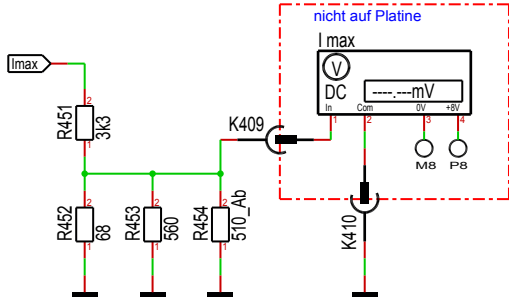 nicht auf Platine
Imax
I max
V
DC
----.---mV
In
Com
0V
+8V
1
2
3
4
M8
P8
K409
K410
R451
3k3
2
1
R452
68
2
1
R453
560
2
1
R454
510_Ab
2
1